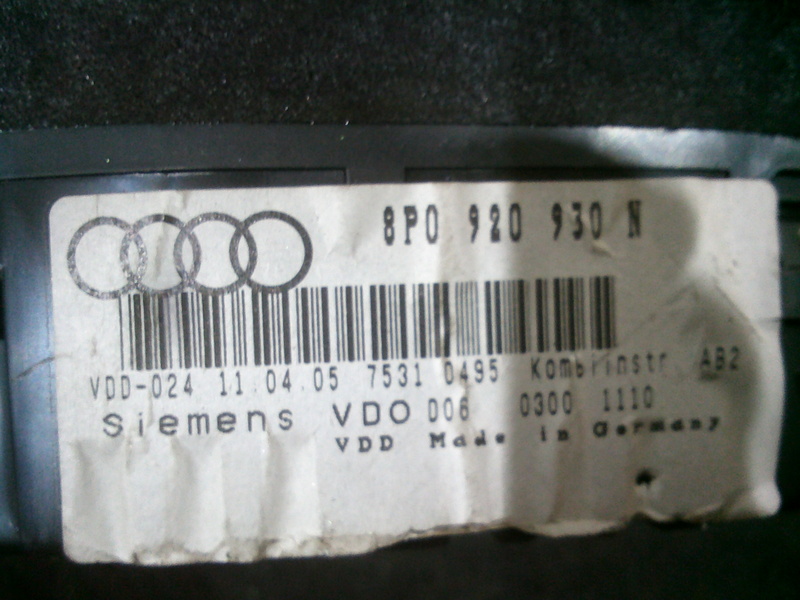 8P0 920 930 N
VDD-024 11.04.05 7531 0495 Kombiinstr AB2
Siemens VDO D06 0300 1110
VDD Made in Germany